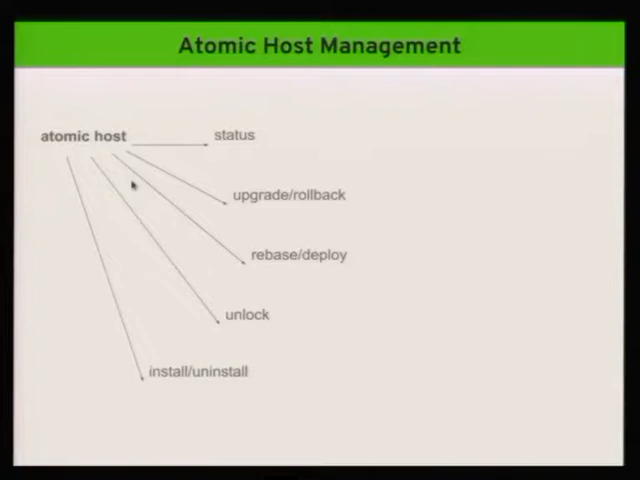 Atomic Host Management
atomic host
status
upgrade/rollback
rebase/deploy
unlock
install/uninstall